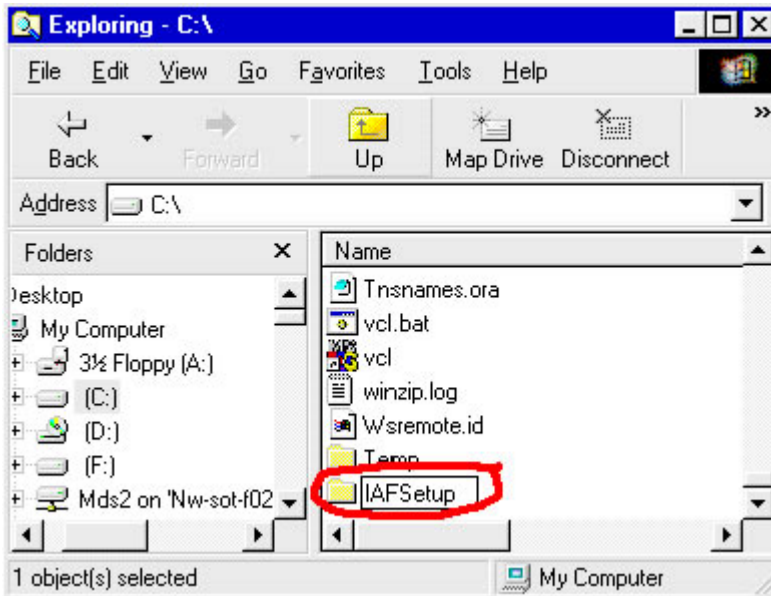 Exploring - C:\
File Edit View Go Favorites Tools Help
Back Forward Up Map Drive Disconnect »
Address C:\
Folders × Name
Desktop
My Computer
3½ Floppy (A:)
(C:)
(D:)
(F:)
Mds2 on 'Nw-sot-f02
Tnsnames.ora
vcl.bat
vcl
winzip.log
Wsremote.id
Temp
IAFSetup
1 object(s) selected My Computer